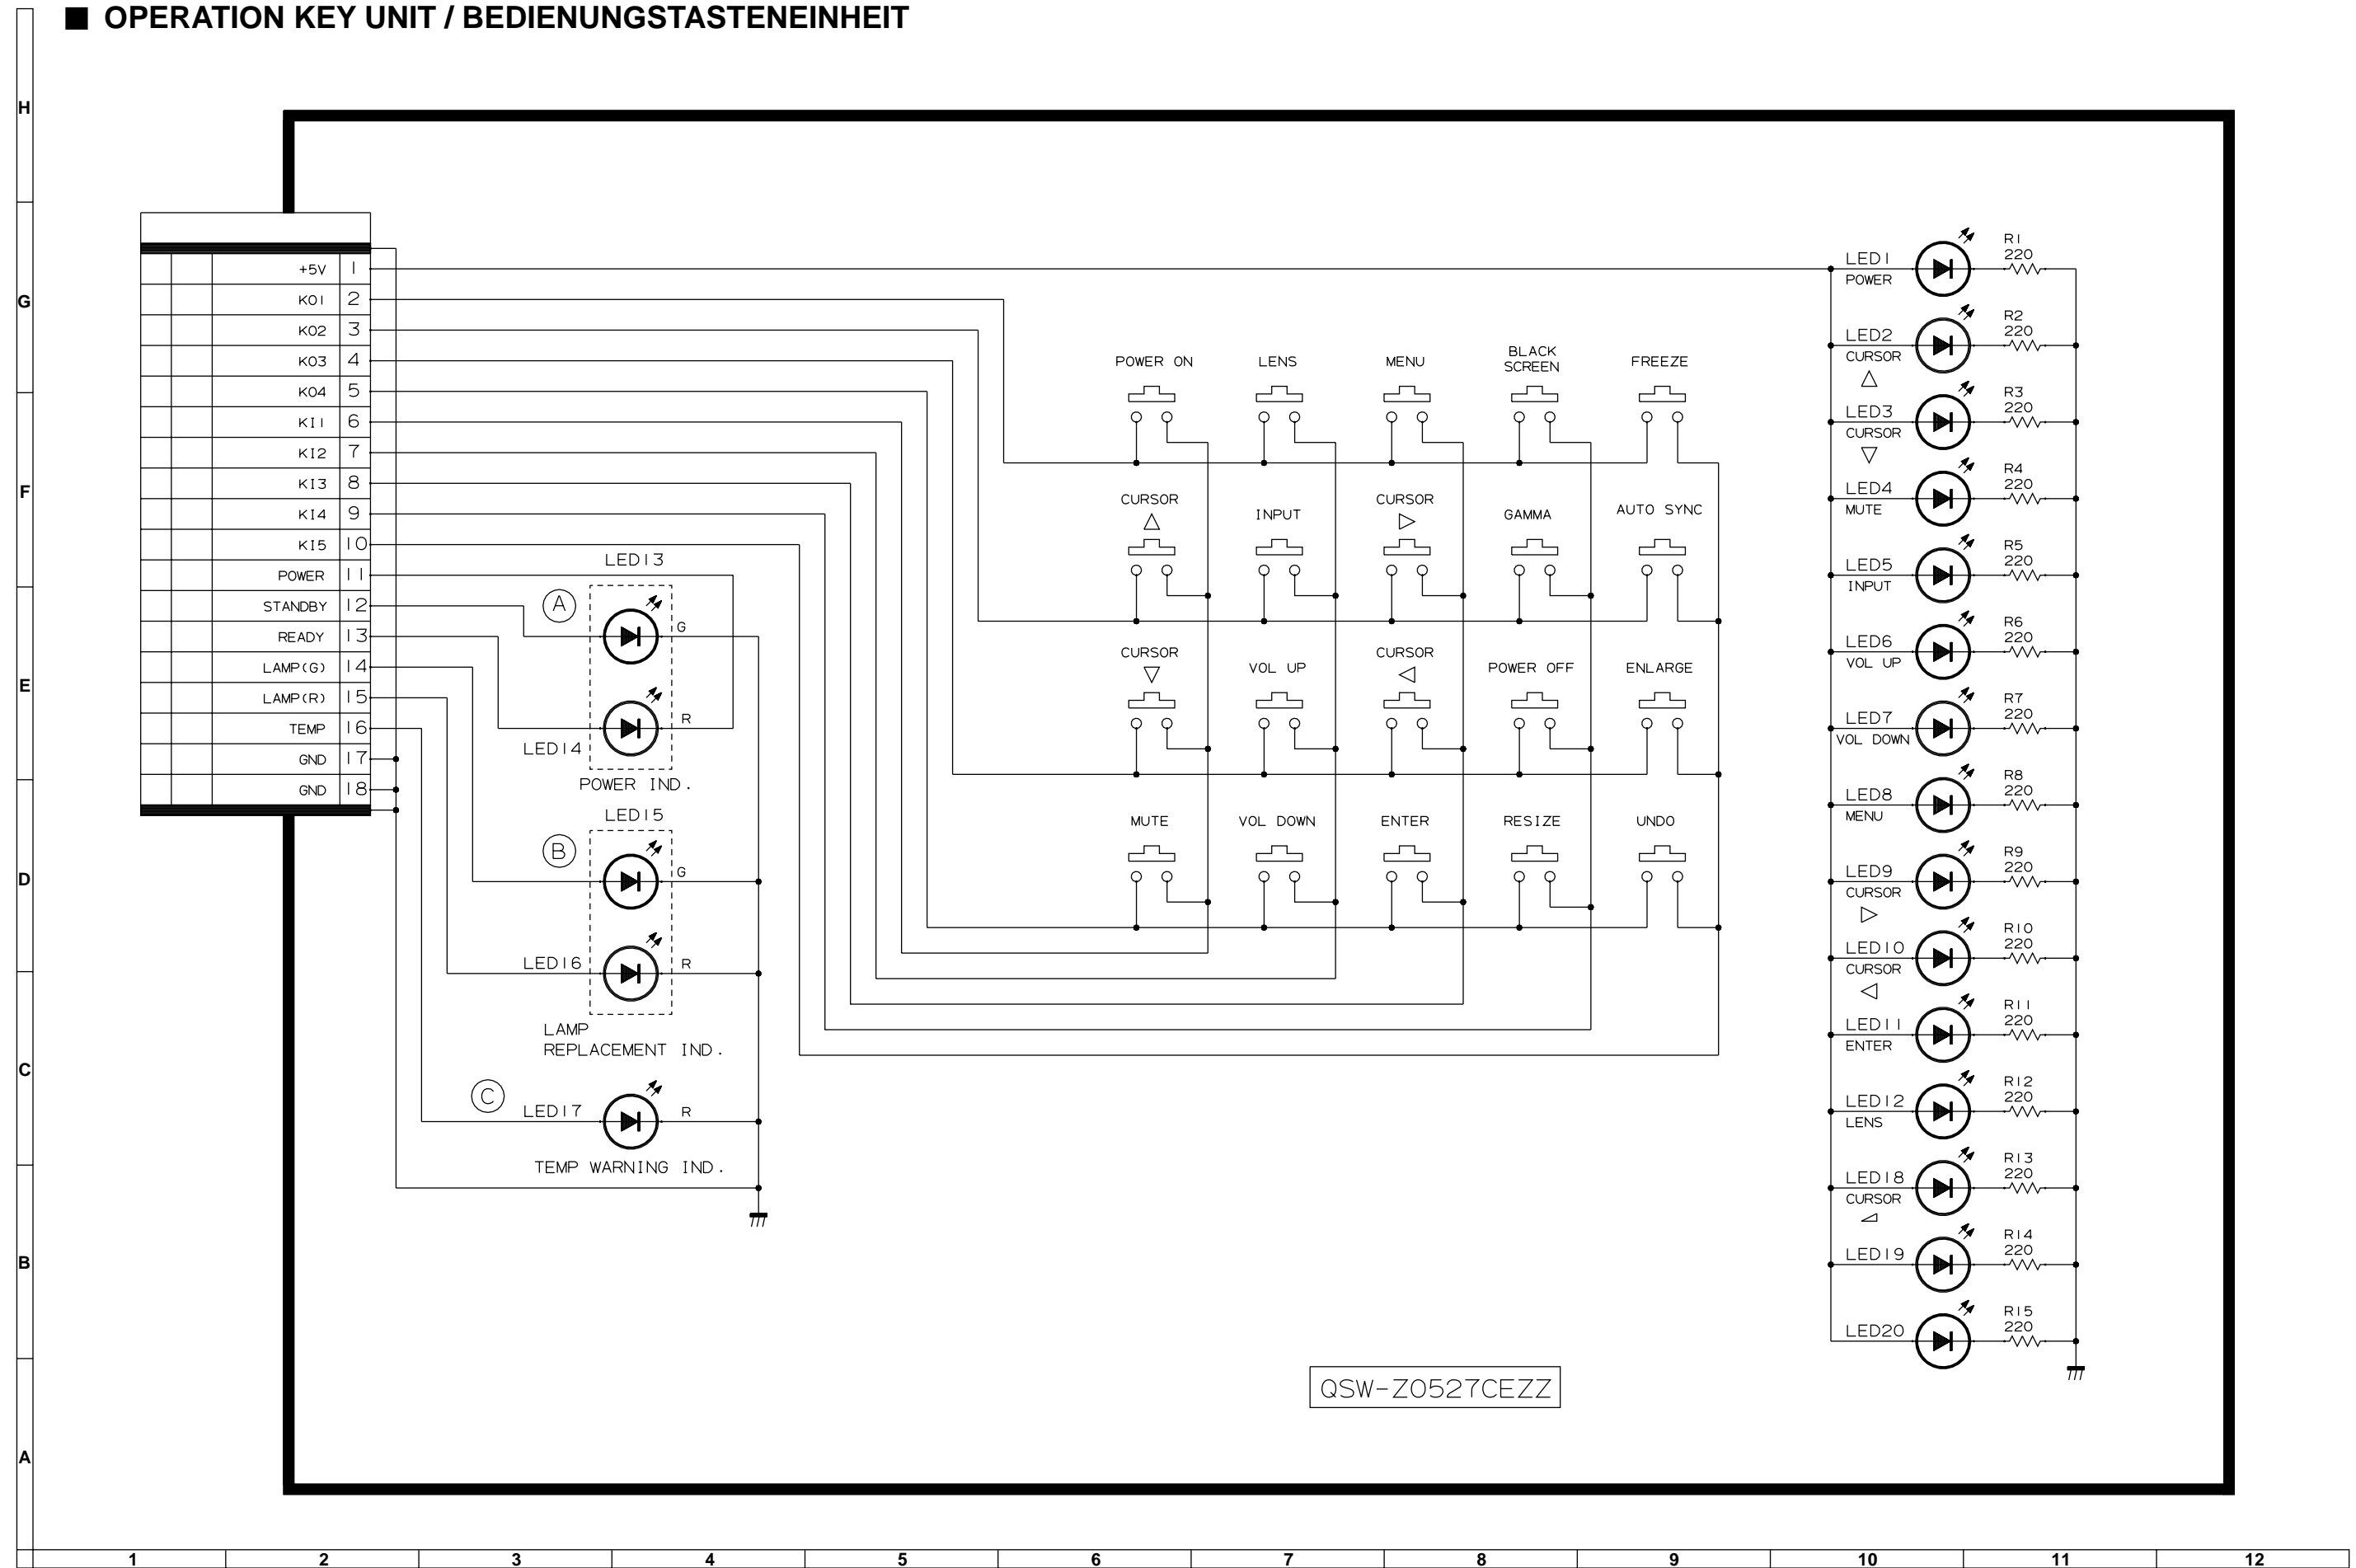 ■ OPERATION KEY UNIT / BEDIENUNGSTASTENEINHEIT
H
G
F
E
D
C
B
A
+5V 1
KO1 2
KO2 3
KO3 4
KO4 5
KI1 6
KI2 7
KI3 8
KI4 9
KI5 10
POWER 11
STANDBY 12
READY 13
LAMP(G) 14
LAMP(R) 15
TEMP 16
GND 17
GND 18
LED13
A
G
R
LED14
POWER IND.
LED15
B
G
LED16
R
LAMP
REPLACEMENT IND.
C
LED17
R
TEMP WARNING IND.
POWER ON
LENS
MENU
BLACK
SCREEN
FREEZE
CURSOR
△
INPUT
CURSOR
▷
GAMMA
AUTO SYNC
CURSOR
▽
VOL UP
CURSOR
◁
POWER OFF
ENLARGE
MUTE
VOL DOWN
ENTER
RESIZE
UNDO
LED1
POWER
R1
220
LED2
CURSOR
△
R2
220
LED3
CURSOR
▽
R3
220
LED4
MUTE
R4
220
LED5
INPUT
R5
220
LED6
VOL UP
R6
220
LED7
VOL DOWN
R7
220
LED8
MENU
R8
220
LED9
CURSOR
▷
R9
220
LED10
CURSOR
◁
R10
220
LED11
ENTER
R11
220
LED12
LENS
R12
220
LED18
CURSOR
R13
220
LED19
R14
220
LED20
R15
220
QSW-Z0527CEZZ
1 2 3 4 5 6 7 8 9 10 11 12